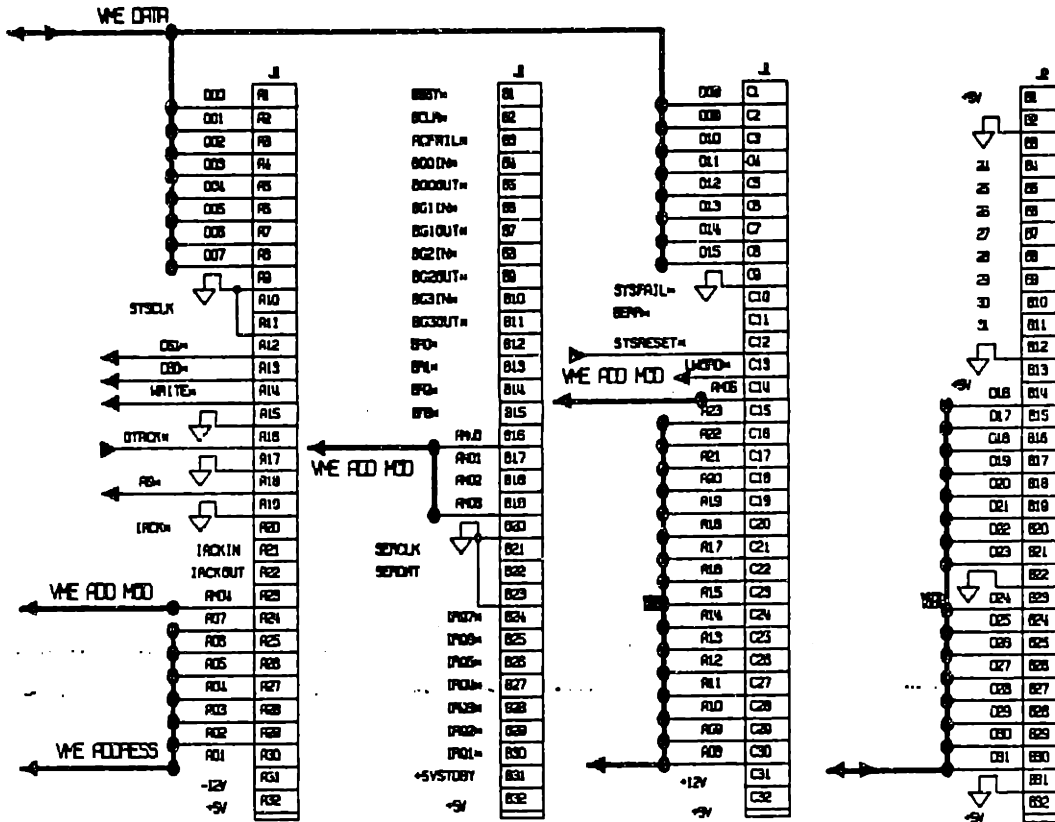 VME DATA
J1
D00 A1
D01 A2
D02 A3
D03 A4
D04 A5
D05 A6
D06 A7
D07 A8
A9
SYSCLK A10
A11
DS1* A12
DS0* A13
WRITE* A14
A15
DTACK* A16
A17
AS* A18
A19
IACK* A20
IACKIN A21
IACKOUT A22
AM04 A23
VME ADD MOD
A07 A24
A06 A25
A05 A26
A04 A27
A03 A28
A02 A29
A01 A30
VME ADDRESS
-12V A31
+5V A32
J1
BBSY* B1
BCLR* B2
ACFAIL* B3
BG0IN* B4
BG0OUT* B5
BG1IN* B6
BG1OUT* B7
BG2IN* B8
BG2OUT* B9
BG3IN* B10
BG3OUT* B11
BR0* B12
BR1* B13
BR2* B14
BR3* B15
AM00 B16
VME ADD MOD
AM01 B17
AM02 B18
AM03 B19
B20
SERCLK B21
SERDAT B22
B23
IRQ7* B24
IRQ6* B25
IRQ5* B26
IRQ4* B27
IRQ3* B28
IRQ2* B29
IRQ1* B30
+5VSTDBY B31
+5V B32
J1
D08 C1
D09 C2
D10 C3
D11 C4
D12 C5
D13 C6
D14 C7
D15 C8
C9
SYSFAIL* C10
BERR* C11
SYSRESET* C12
LWORD* C13
VME ADD MOD
AM05 C14
A23 C15
A22 C16
A21 C17
A20 C18
A19 C19
A18 C20
A17 C21
A16 C22
A15 C23
A14 C24
A13 C25
A12 C26
A11 C27
A10 C28
A09 C29
A08 C30
+12V C31
+5V C32
J2
+5V B1
B2
B3
24 B4
25 B5
26 B6
27 B7
28 B8
29 B9
30 B10
31 B11
B12
+5V B13
D16 B14
D17 B15
D18 B16
D19 B17
D20 B18
D21 B19
D22 B20
D23 B21
B22
D24 B23
D25 B24
D26 B25
D27 B26
D28 B27
D29 B28
D30 B29
D31 B30
B31
+5V B32